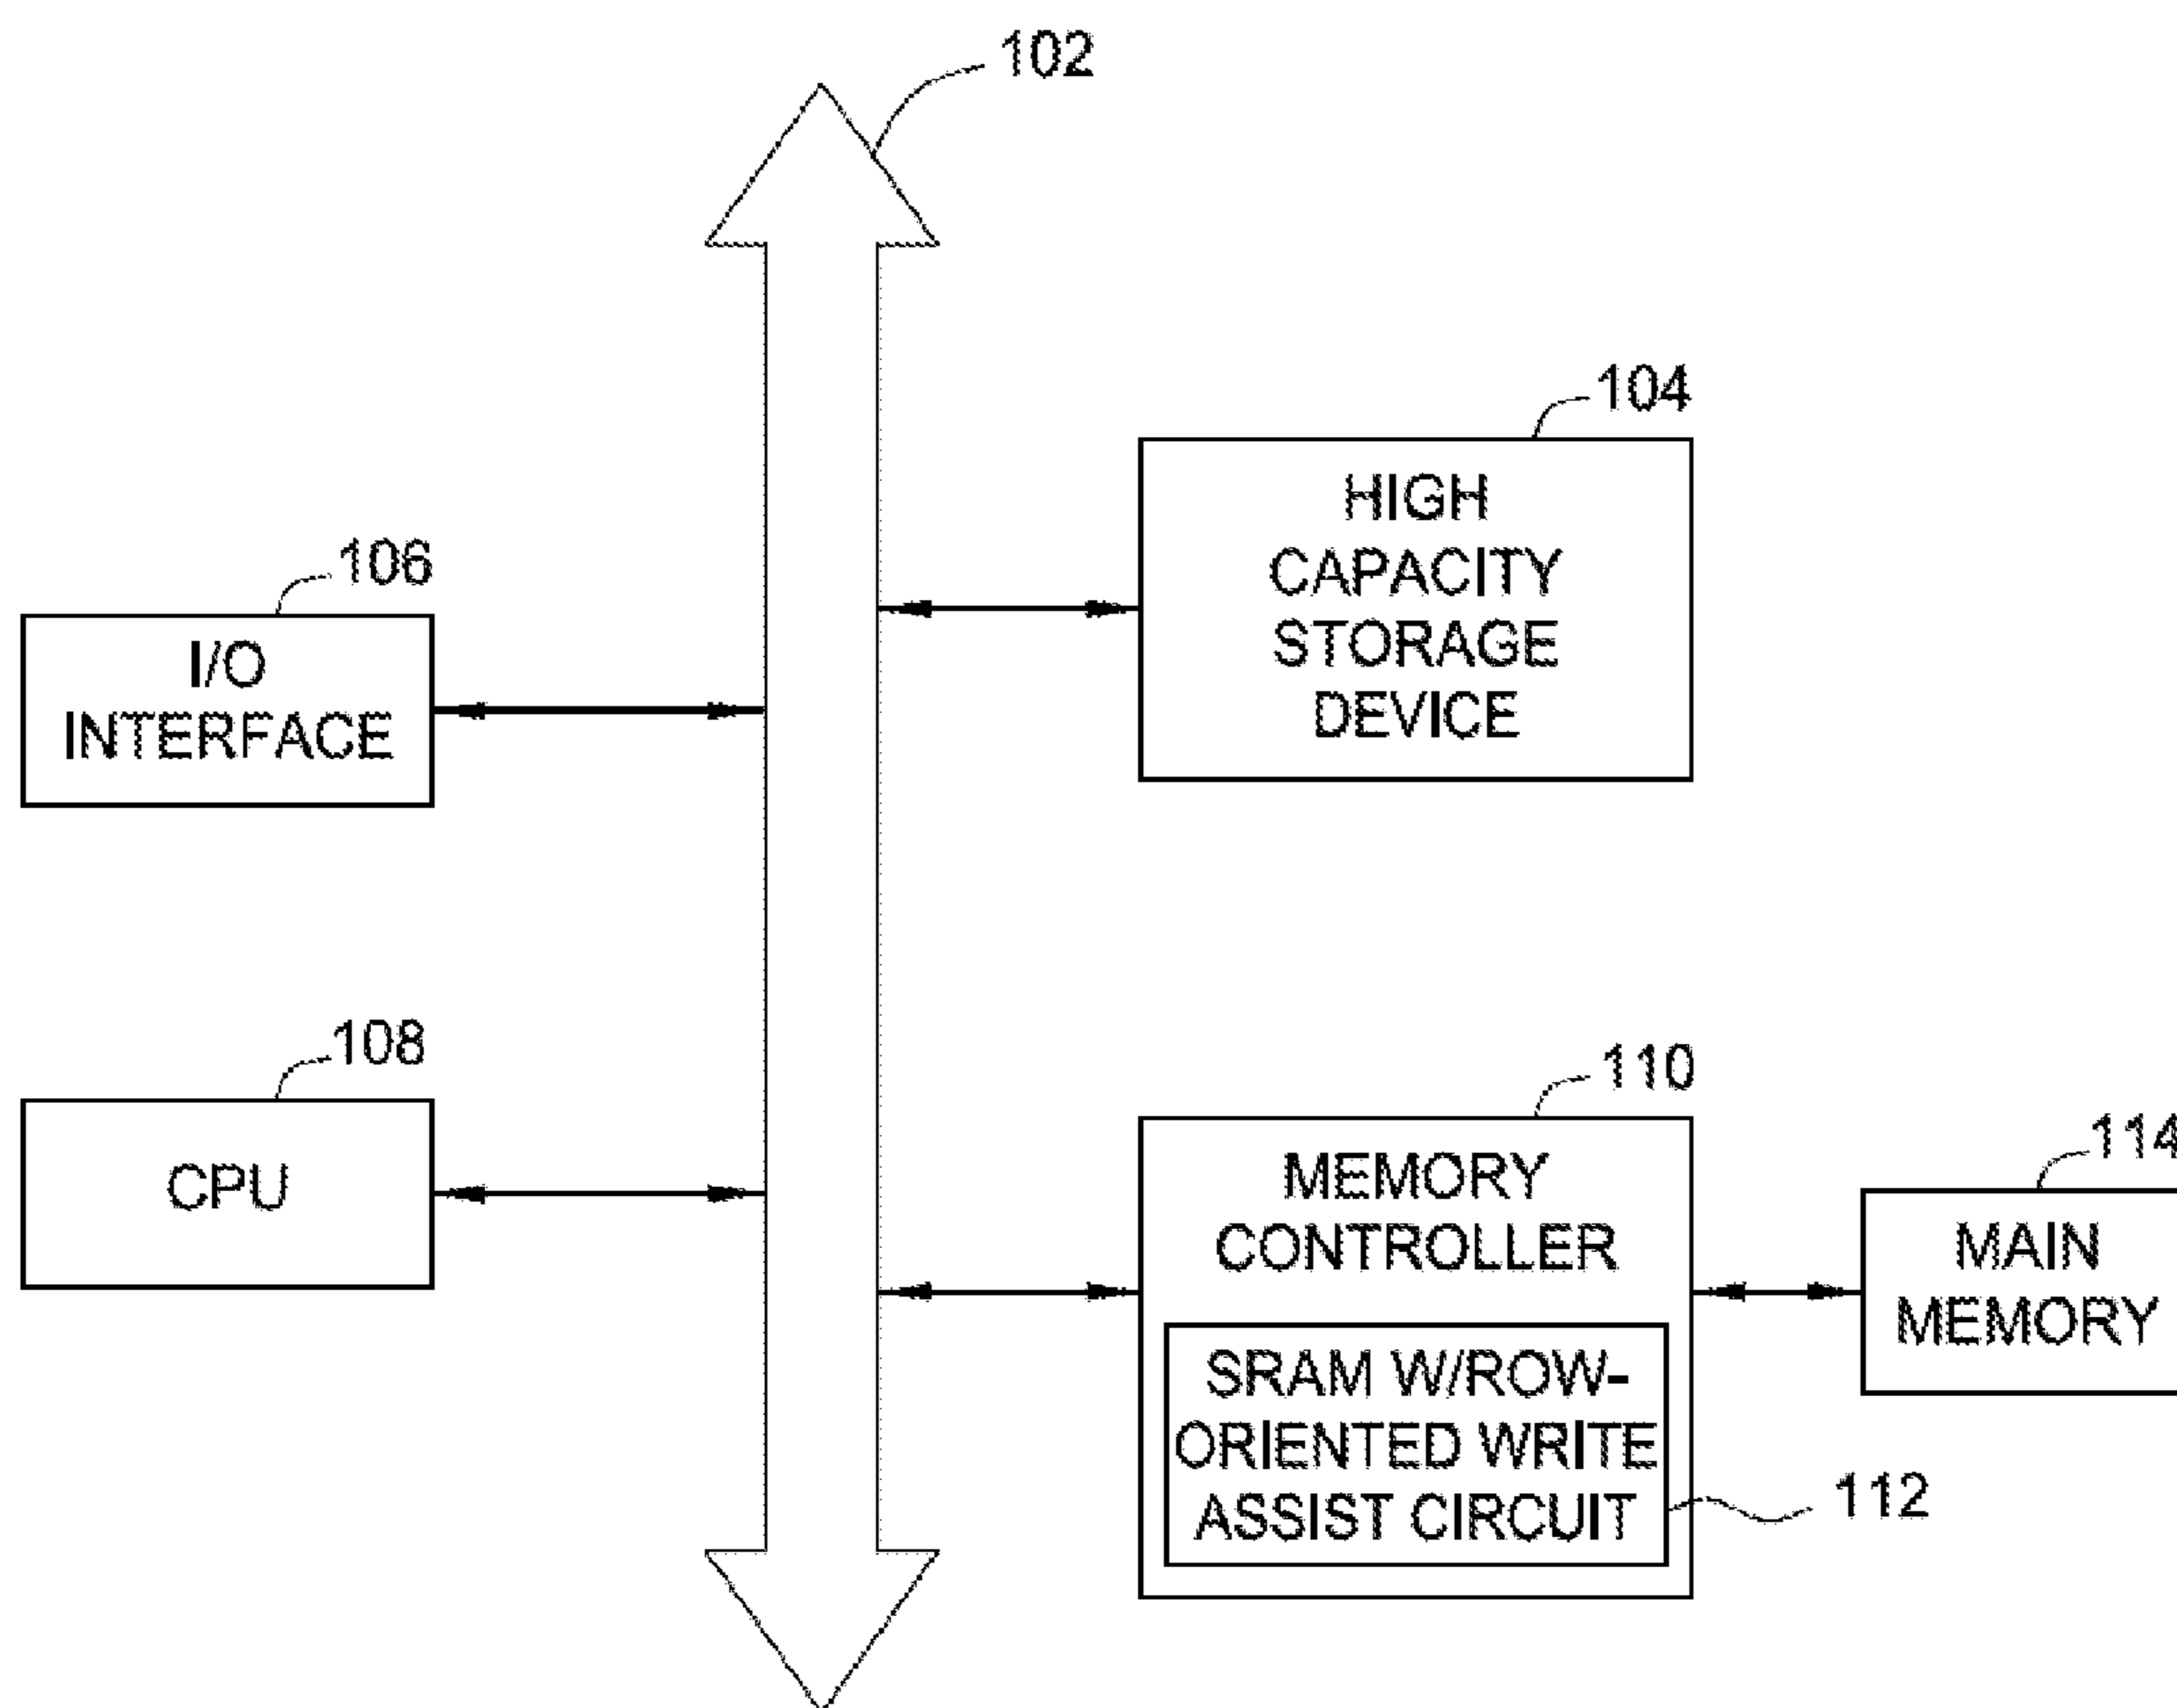 102
104
HIGH
CAPACITY
STORAGE
DEVICE
106
I/O
INTERFACE
108
CPU
110
MEMORY
CONTROLLER
SRAM W/ROW-
ORIENTED WRITE
ASSIST CIRCUIT
112
114
MAIN
MEMORY